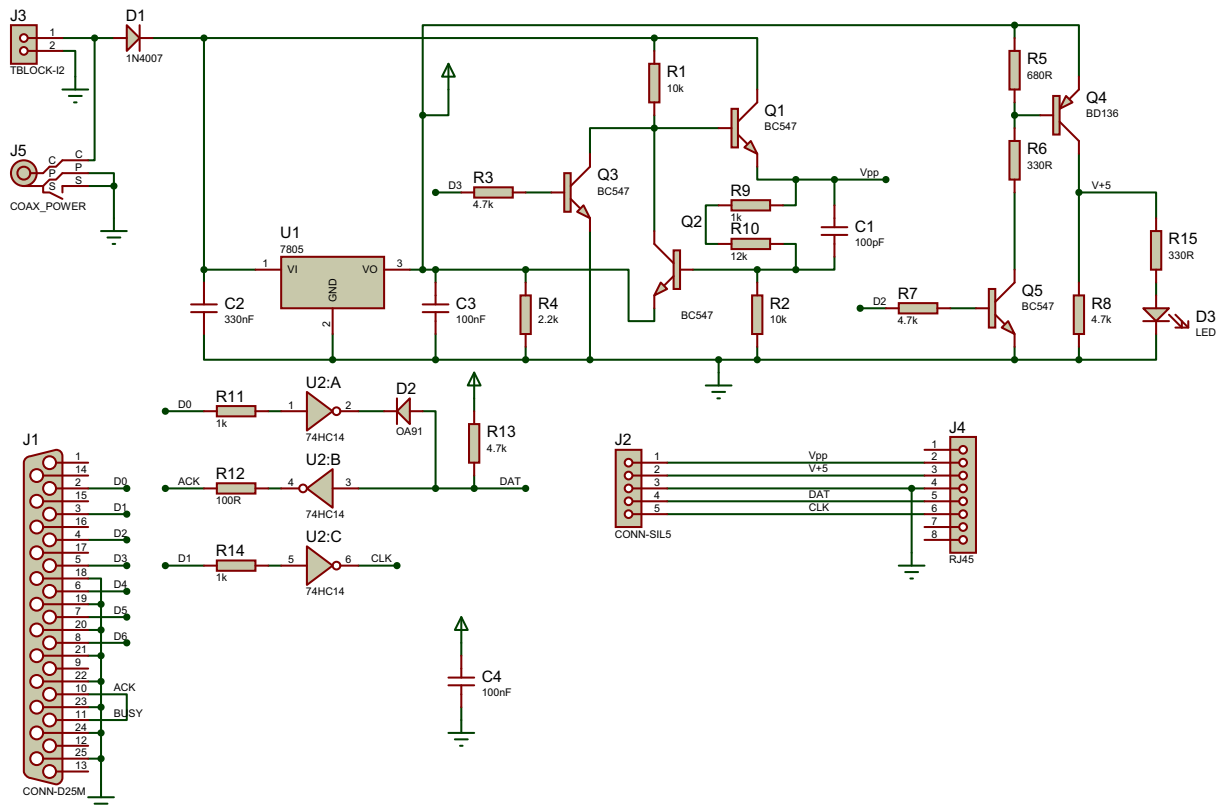 J3
1
2
TBLOCK-I2
D1
1N4007
J5
C
P
S
C
P
S
COAX_POWER
R1
10k
Q1
BC547
R5
680R
Q4
BD136
R6
330R
D3
R3
4.7k
Q3
BC547
Vpp
R9
1k
Q2
R10
12k
C1
100pF
V+5
R15
330R
U1
7805
1
VI
VO
3
GND
2
C2
330nF
C3
100nF
R4
2.2k
BC547
R2
10k
D2
R7
4.7k
Q5
BC547
R8
4.7k
D3
LED
D0
R11
1k
1
U2:A
2
74HC14
D2
OA91
R13
4.7k
ACK
R12
100R
4
U2:B
3
74HC14
DAT
D1
R14
1k
5
U2:C
6
74HC14
CLK
C4
100nF
J2
1
2
3
4
5
CONN-SIL5
Vpp
V+5
DAT
CLK
J4
1
2
3
4
5
6
7
8
RJ45
J1
1
14
2
D0
15
3
D1
16
4
D2
17
5
D3
18
6
D4
19
7
D5
20
8
D6
21
9
22
10
ACK
23
11
BUSY
24
12
25
13
CONN-D25M